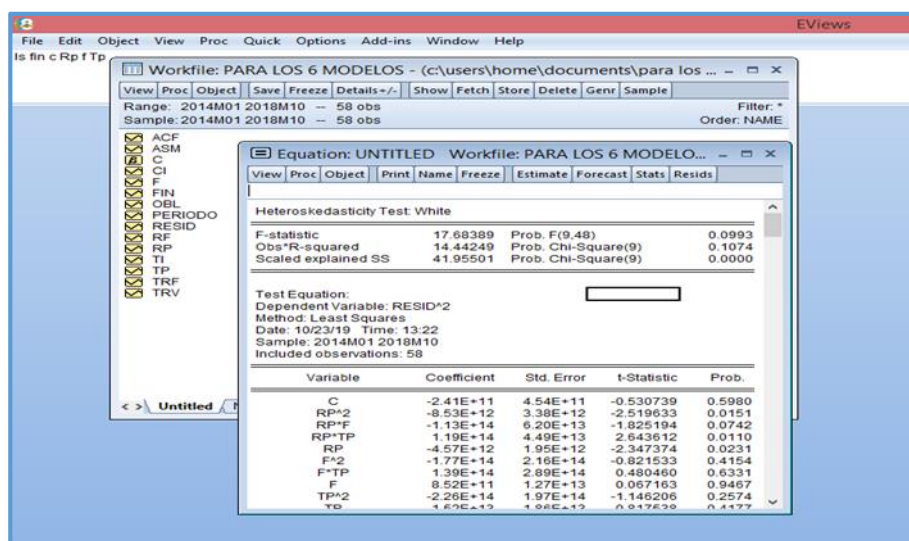 EViews
File Edit Object View Proc Quick Options Add-ins Window Help
ls fin c Rp f Tp
Workfile: PARA LOS 6 MODELOS - (c:\users\home\documents\para los ... - x
View Proc Object Save Freeze Details+/- Show Fetch Store Delete Genr Sample
Range: 2014M01 2018M10 -- 58 obs Filter: *
Sample: 2014M01 2018M10 -- 58 obs Order: NAME
ACF
ASM
C
CI
F
FIN
OBL
PERIODO
RESID
RF
RP
TI
TP
TRF
TRV
< > Untitled
Equation: UNTITLED Workfile: PARA LOS 6 MODELO... - x
View Proc Object Print Name Freeze Estimate Forecast Stats Resids
Heteroskedasticity Test: White
F-statistic 17.68389 Prob. F(9,48) 0.0993
Obs*R-squared 14.44249 Prob. Chi-Square(9) 0.1074
Scaled explained SS 41.95501 Prob. Chi-Square(9) 0.0000
Test Equation:
Dependent Variable: RESID^2
Method: Least Squares
Date: 10/23/19 Time: 13:22
Sample: 2014M01 2018M10
Included observations: 58
Variable Coefficient Std. Error t-Statistic Prob.
C -2.41E+11 4.54E+11 -0.530739 0.5980
RP^2 -8.53E+12 3.38E+12 -2.519633 0.0151
RP*F -1.13E+14 6.20E+13 -1.825194 0.0742
RP*TP 1.19E+14 4.49E+13 2.643612 0.0110
RP -4.57E+12 1.95E+12 -2.347374 0.0231
F^2 -1.77E+14 2.16E+14 -0.821533 0.4154
F*TP 1.39E+14 2.89E+14 0.480460 0.6331
F 8.52E+11 1.27E+13 0.067163 0.9467
TP^2 -2.26E+14 1.97E+14 -1.146206 0.2574
TP